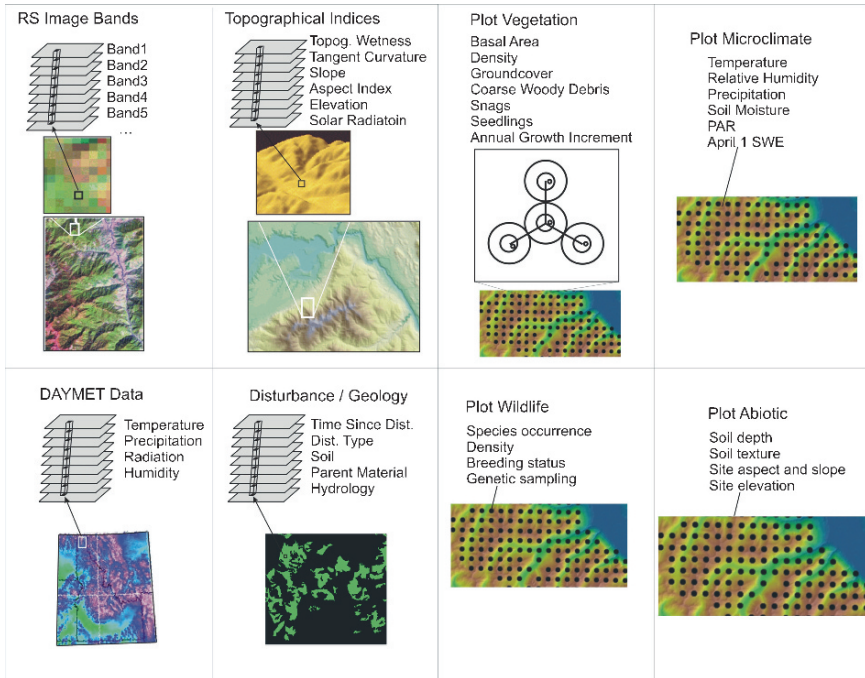 RS Image Bands
Band1
Band2
Band3
Band4
Band5
...
Topographical Indices
Topog. Wetness
Tangent Curvature
Slope
Aspect Index
Elevation
Solar Radiatoin
Plot Vegetation
Basal Area
Density
Groundcover
Coarse Woody Debris
Snags
Seedlings
Annual Growth Increment
Plot Microclimate
Temperature
Relative Humidity
Precipitation
Soil Moisture
PAR
April 1 SWE
DAYMET Data
Temperature
Precipitation
Radiation
Humidity
Disturbance / Geology
Time Since Dist.
Dist. Type
Soil
Parent Material
Hydrology
Plot Wildlife
Species occurrence
Density
Breeding status
Genetic sampling
Plot Abiotic
Soil depth
Soil texture
Site aspect and slope
Site elevation